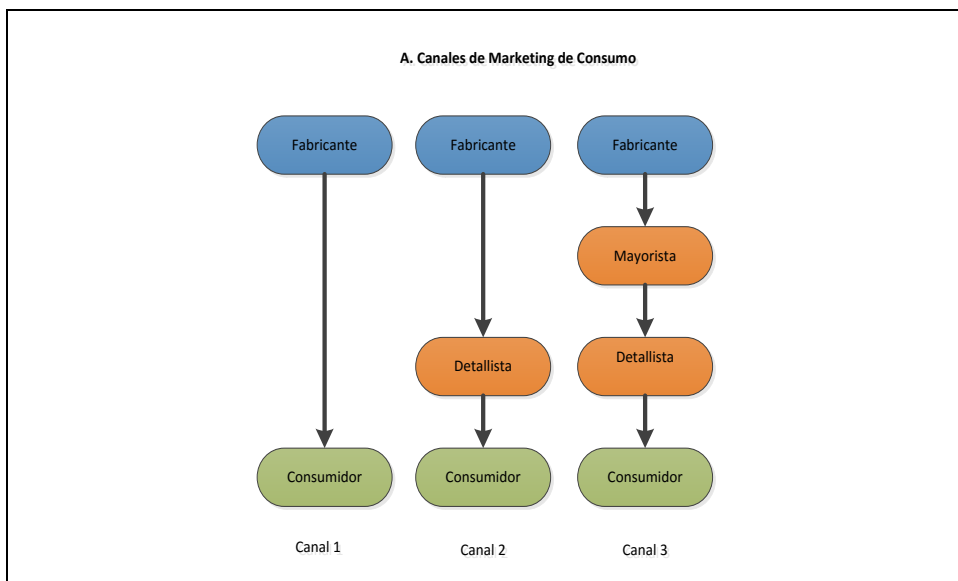 A. Canales de Marketing de Consumo
Fabricante
Fabricante
Fabricante
Mayorista
Detallista
Detallista
Consumidor
Consumidor
Consumidor
Canal 1
Canal 2
Canal 3